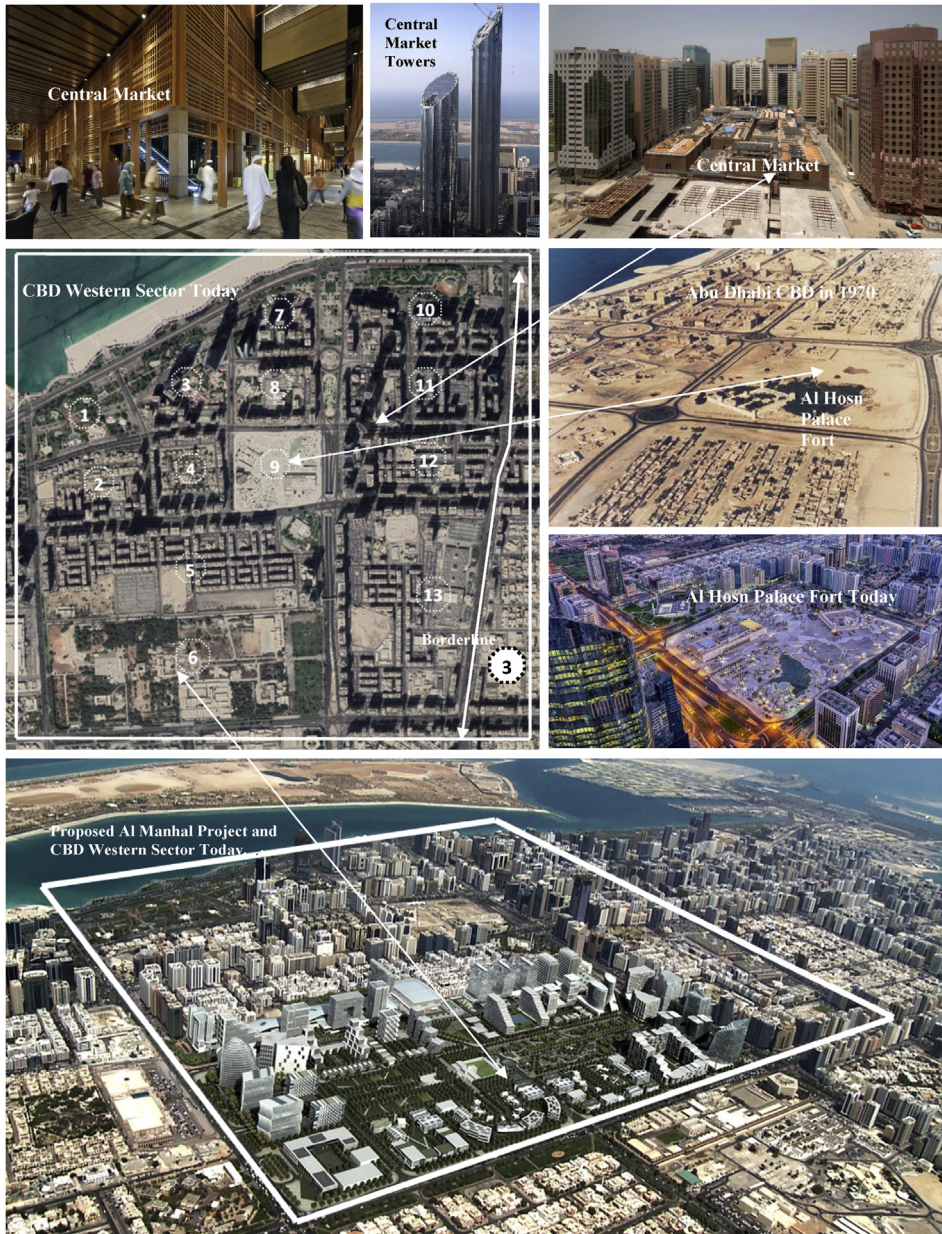 Central Market
Central
Market
Towers
Central Market
CBD Western Sector Today
7
10
3
8
11
1
4
9
12
2
5
13
Borderline
6
3
Abu Dhabi CBD in 1970
Al Hosn
Palace
Fort
Al Hosn Palace Fort Today
Proposed Al Manhal Project and
CBD Western Sector Today